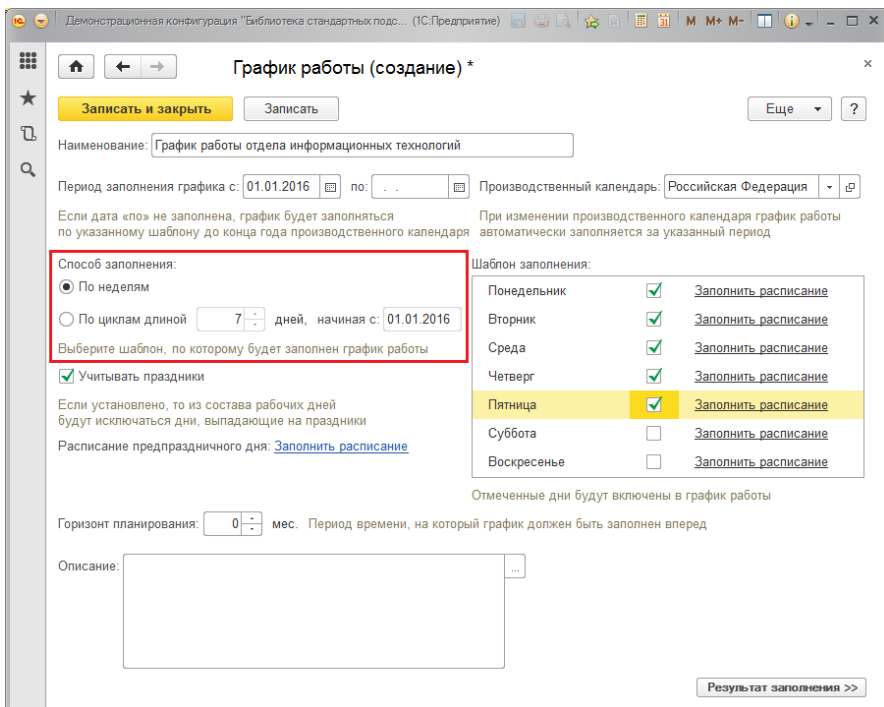 Демонстрационная конфигурация "Библиотека стандартных подс... (1С:Предприятие) M M+ M-
График работы (создание) *
Записать и закрыть Записать Еще ?
Наименование: График работы отдела информационных технологий
Период заполнения графика с: 01.01.2016 по: . . Производственный календарь: Российская Федерация
Если дата «по» не заполнена, график будет заполняться При изменении производственного календаря график работы
по указанному шаблону до конца года производственного календаря автоматически заполняется за указанный период
Способ заполнения: Шаблон заполнения:
По неделям Понедельник Заполнить расписание
По циклам длиной 7 дней, начиная с: 01.01.2016 Вторник Заполнить расписание
Выберите шаблон, по которому будет заполнен график работы Среда Заполнить расписание
Учитывать праздники Четверг Заполнить расписание
Если установлено, то из состава рабочих дней Пятница Заполнить расписание
будут исключаться дни, выпадающие на праздники Суббота Заполнить расписание
Расписание предпраздничного дня: Заполнить расписание Воскресенье Заполнить расписание
Отмеченные дни будут включены в график работы
Горизонт планирования: 0 мес. Период времени, на который график должен быть заполнен вперед
Описание: ...
Результат заполнения >>